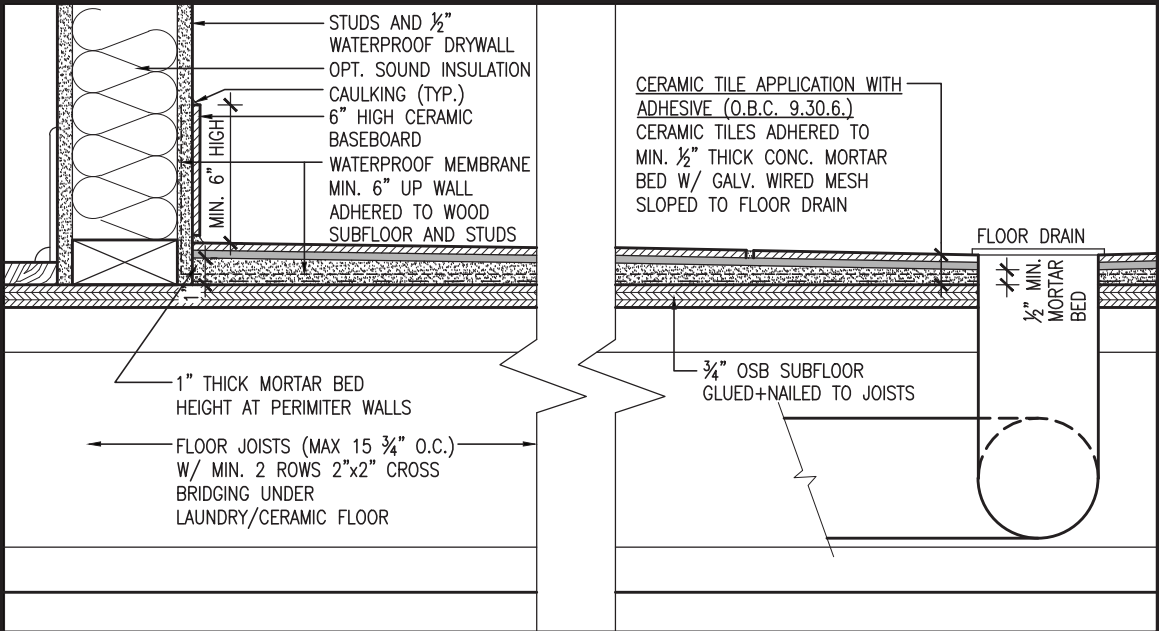 STUDS AND ½"
WATERPROOF DRYWALL
OPT. SOUND INSULATION
CAULKING (TYP.)
6" HIGH CERAMIC
BASEBOARD
WATERPROOF MEMBRANE
MIN. 6" UP WALL
ADHERED TO WOOD
SUBFLOOR AND STUDS
MIN. 6" HIGH
1"
1" THICK MORTAR BED
HEIGHT AT PERIMITER WALLS
FLOOR JOISTS (MAX 15 ¾" O.C.)
W/ MIN. 2 ROWS 2"x2" CROSS
BRIDGING UNDER
LAUNDRY/CERAMIC FLOOR
CERAMIC TILE APPLICATION WITH
ADHESIVE (O.B.C. 9.30.6.)
CERAMIC TILES ADHERED TO
MIN. ½" THICK CONC. MORTAR
BED W/ GALV. WIRED MESH
SLOPED TO FLOOR DRAIN
FLOOR DRAIN
½" MIN.
MORTAR
BED
¾" OSB SUBFLOOR
GLUED+NAILED TO JOISTS